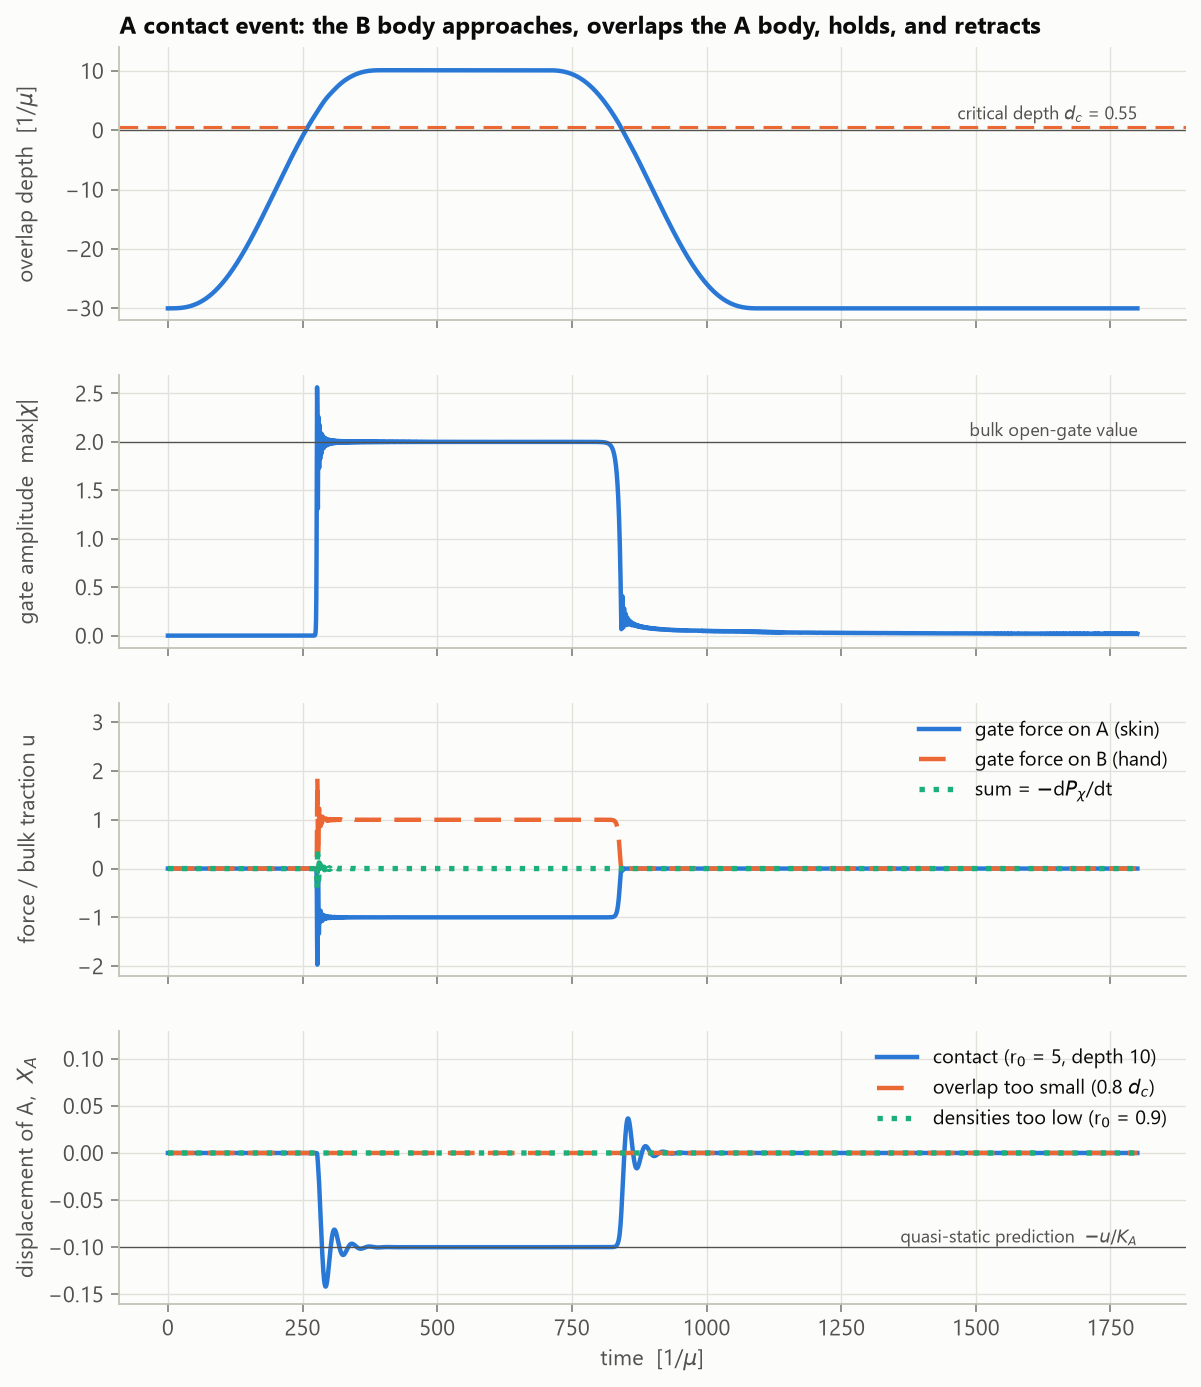 A contact event: the B body approaches, overlaps the A body, holds, and retracts
overlap depth [1/μ]
10
0
−10
−20
−30
critical depth d_c = 0.55
gate amplitude max|χ|
2.5
2.0
1.5
1.0
0.5
0.0
bulk open-gate value
force / bulk traction u
3
2
1
0
−1
−2
gate force on A (skin)
gate force on B (hand)
sum = −dP_χ/dt
displacement of A, X_A
0.10
0.05
0.00
−0.05
−0.10
−0.15
contact (r₀ = 5, depth 10)
overlap too small (0.8 d_c)
densities too low (r₀ = 0.9)
quasi-static prediction −u/K_A
0 250 500 750 1000 1250 1500 1750
time [1/μ]